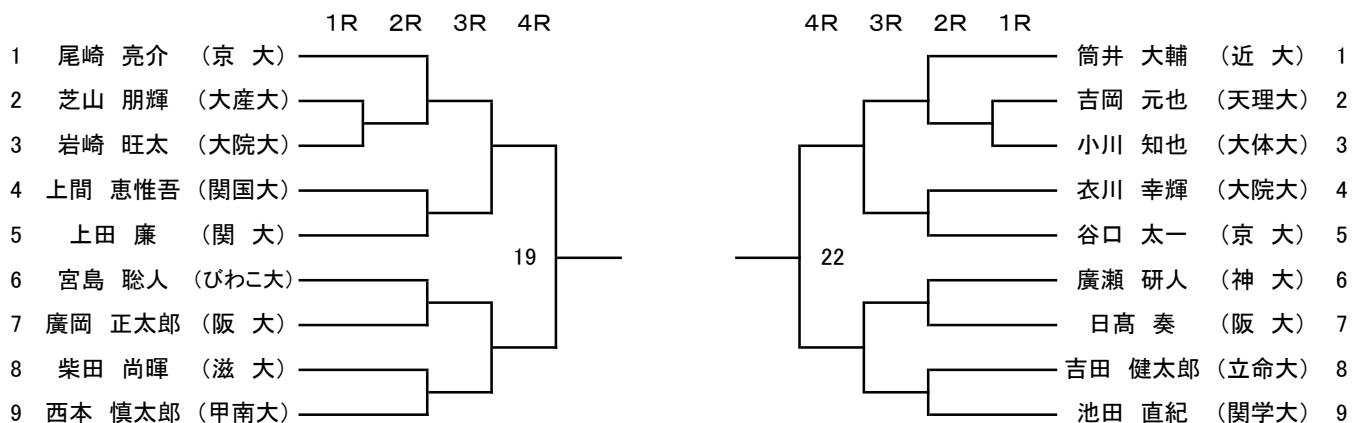 1R 2R 3R 4R
1 尾崎 亮介 (京 大)
2 芝山 朋輝 (大産大)
3 岩崎 旺太 (大院大)
4 上間 恵惟吾 (関国大)
5 上田 廉 (関 大)
19
6 宮島 聡人 (びわこ大)
7 廣岡 正太郎 (阪 大)
8 柴田 尚暉 (滋 大)
9 西本 慎太郎 (甲南大)
4R 3R 2R 1R
筒井 大輔 (近 大) 1
吉岡 元也 (天理大) 2
小川 知也 (大体大) 3
衣川 幸輝 (大院大) 4
谷口 太一 (京 大) 5
22
廣瀬 研人 (神 大) 6
日髙 奏 (阪 大) 7
吉田 健太郎 (立命大) 8
池田 直紀 (関学大) 9